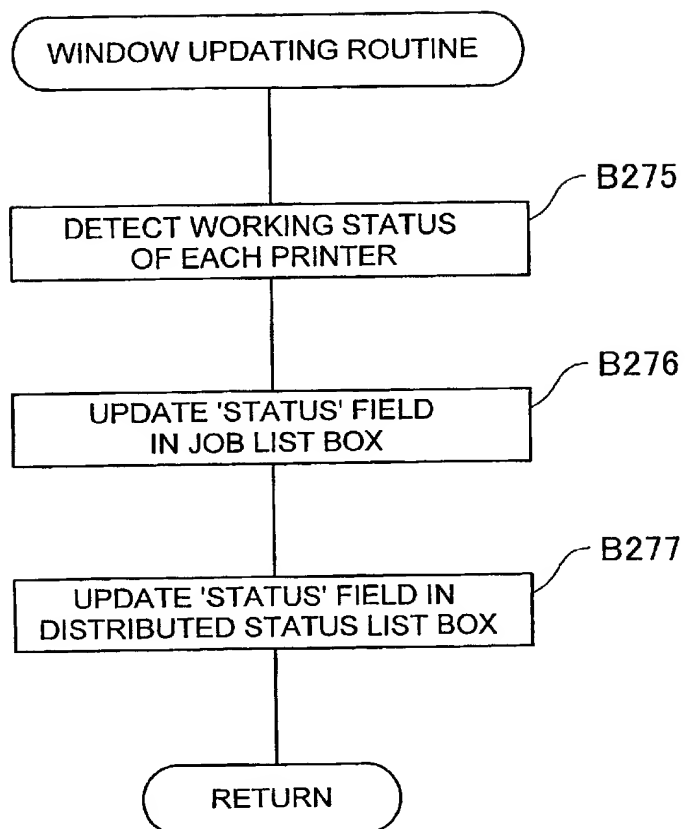 WINDOW UPDATING ROUTINE
B275
DETECT WORKING STATUS
OF EACH PRINTER
B276
UPDATE 'STATUS' FIELD
IN JOB LIST BOX
B277
UPDATE 'STATUS' FIELD IN
DISTRIBUTED STATUS LIST BOX
RETURN